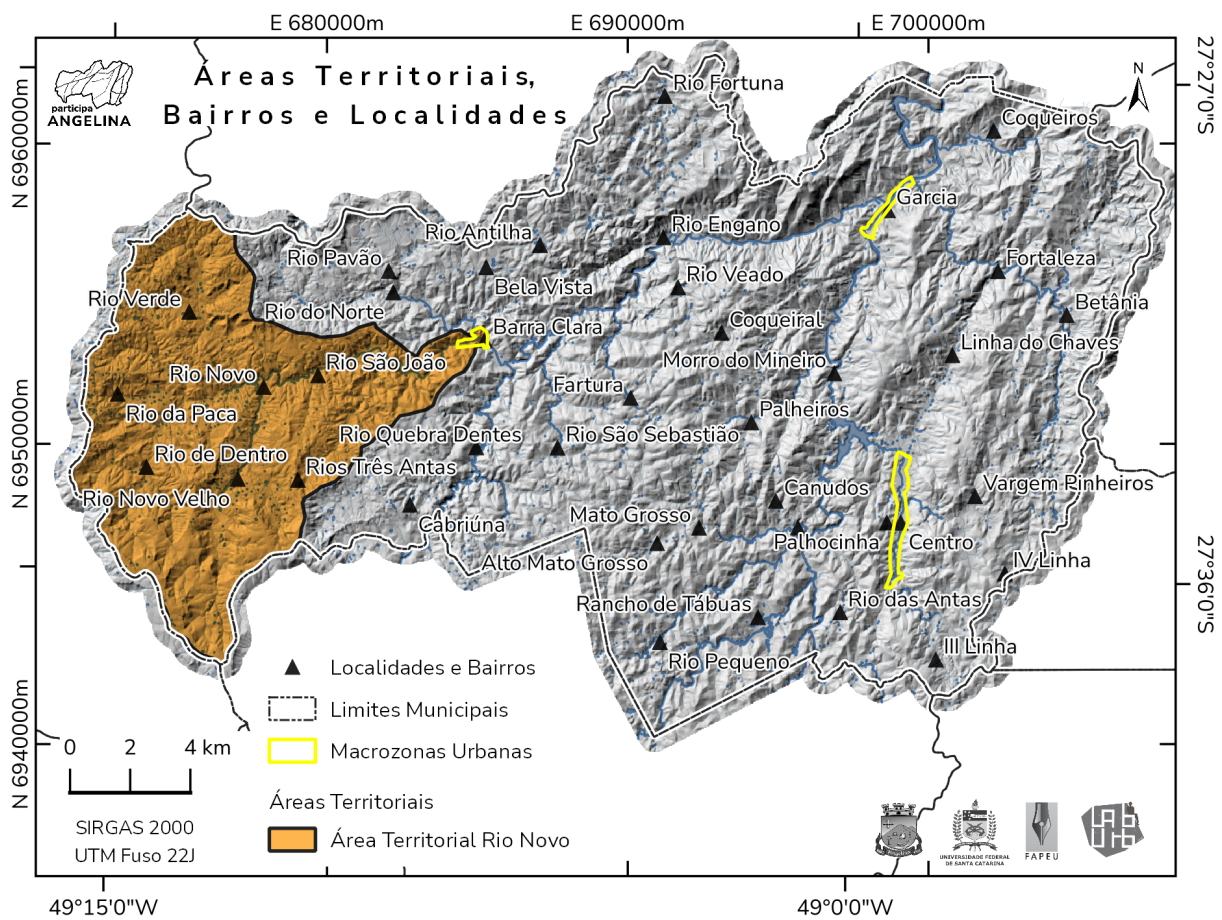 E 680000m
E 690000m
E 700000m
27°27'0"S
27°36'0"S
N 6960000m
N 6950000m
N 6940000m
49°15'0"W
49°0'0"W
participa
ANGELINA
Áreas Territoriais,
Bairros e Localidades
N
Rio Fortuna
Coqueiros
Garcia
Rio Antilha
Rio Engano
Rio Pavão
Bela Vista
Rio Veado
Fortaleza
Rio Verde
Rio do Norte
Barra Clara
Coqueiral
Betânia
Linha do Chaves
Rio São João
Morro do Mineiro
Rio Novo
Fartura
Rio da Paca
Palheiros
Rio Quebra Dentes
Rio São Sebastião
Rio de Dentro
Rios Três Antas
Rio Novo Velho
Canudos
Vargem Pinheiros
Cabriúna
Mato Grosso
Palhocinha
Centro
Alto Mato Grosso
IV Linha
Rancho de Tábuas
Rio das Antas
Rio Pequeno
III Linha
Localidades e Bairros
Limites Municipais
Macrozonas Urbanas
Áreas Territoriais
Área Territorial Rio Novo
0 2 4 km
SIRGAS 2000
UTM Fuso 22J
UNIVERSIDADE FEDERAL
DE SANTA CATARINA
FAPEU